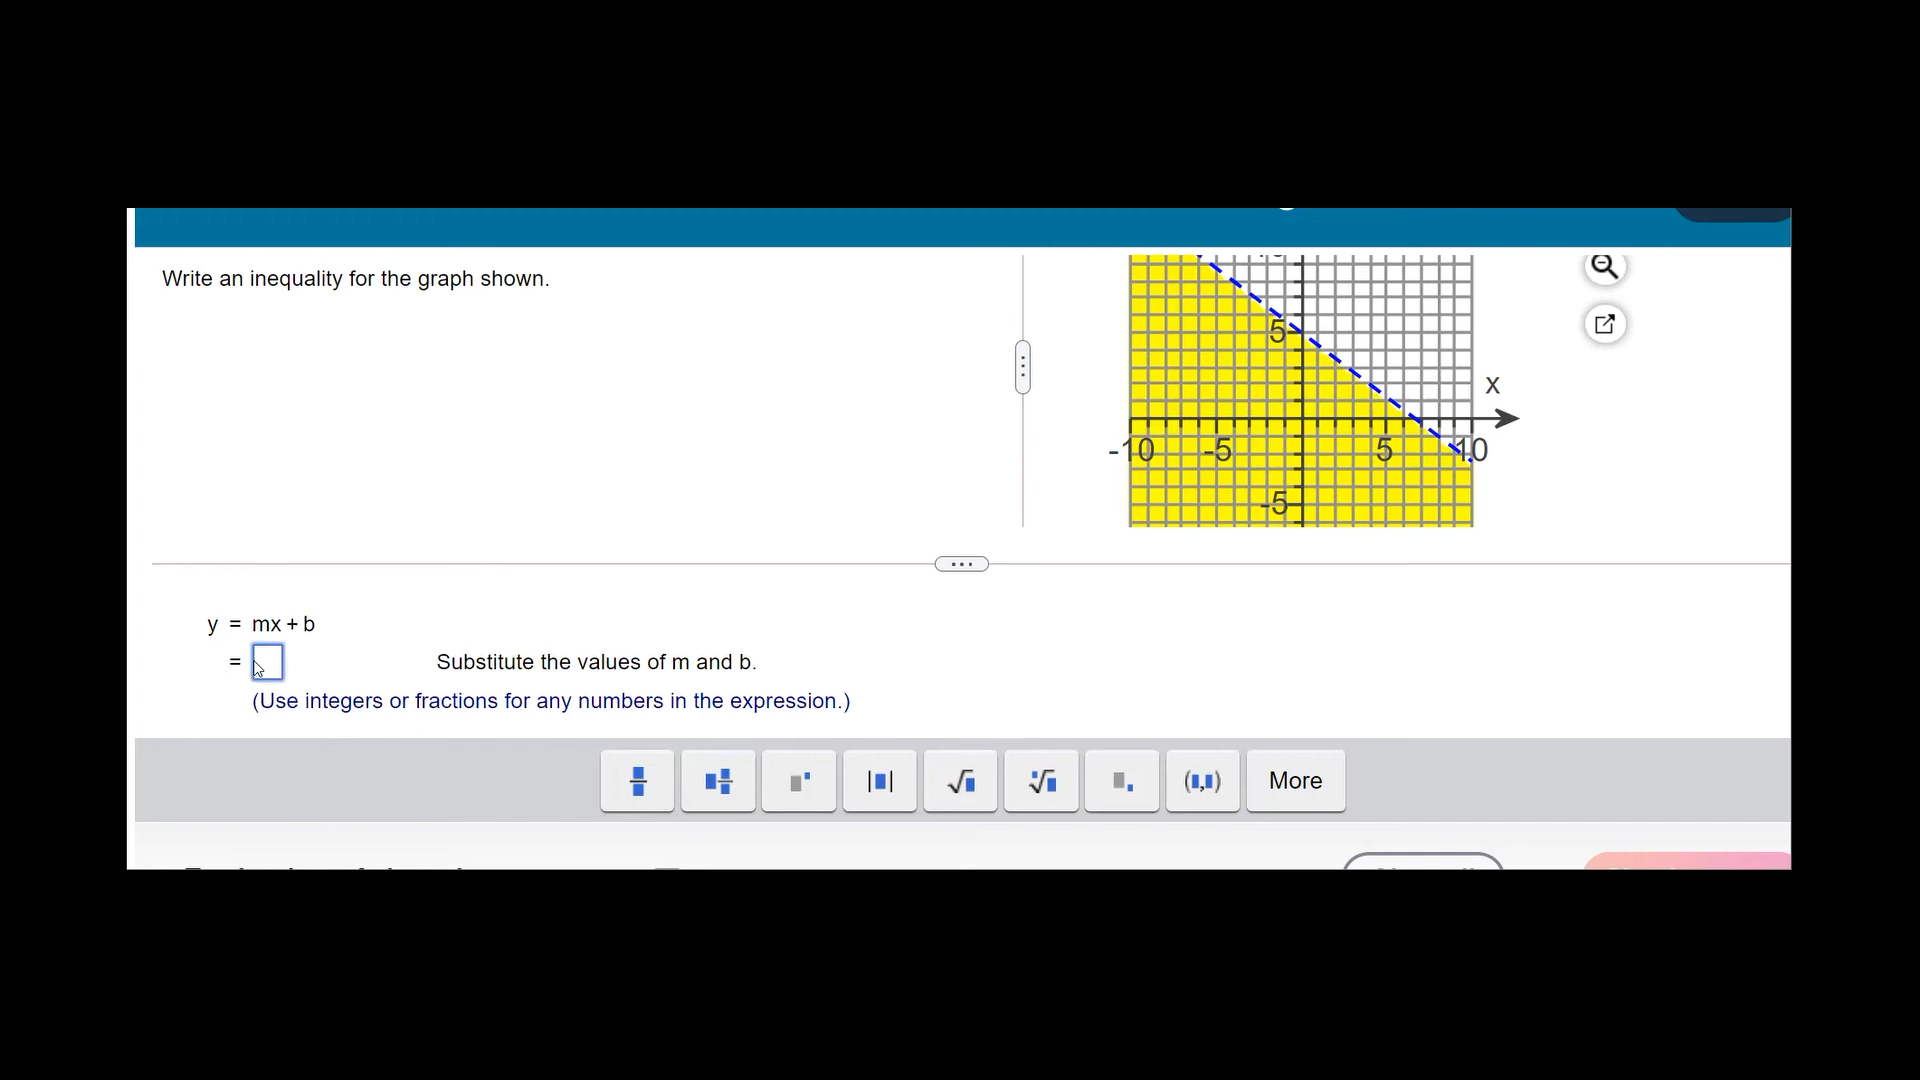 Write an inequality for the graph shown.
5
x
-10 -5 5 10
-5
y = mx + b
= Substitute the values of m and b.
(Use integers or fractions for any numbers in the expression.)
More